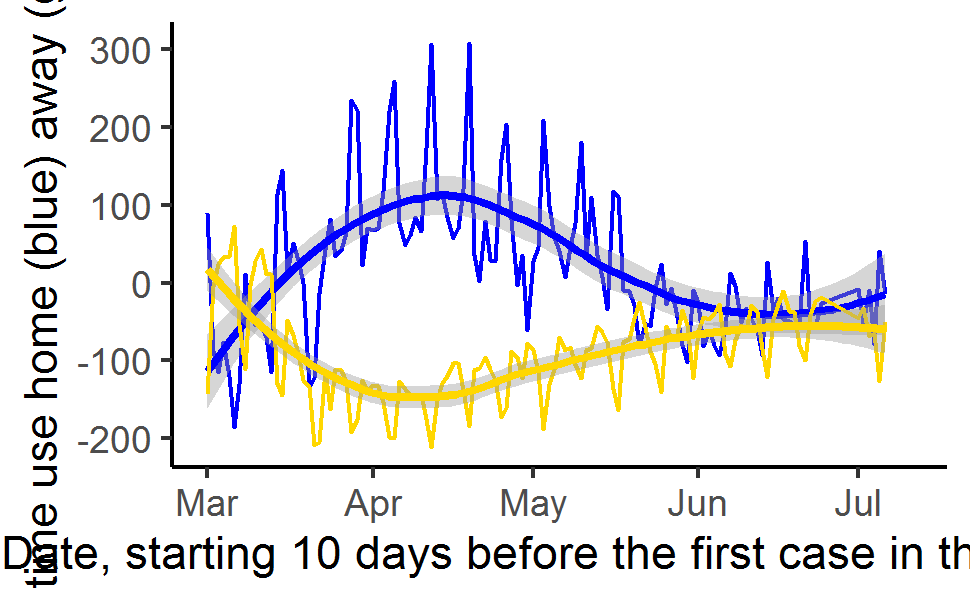 time use home (blue) away (
300
200
100
0
-100
-200
Mar Apr May Jun Jul
Date, starting 10 days before the first case in th